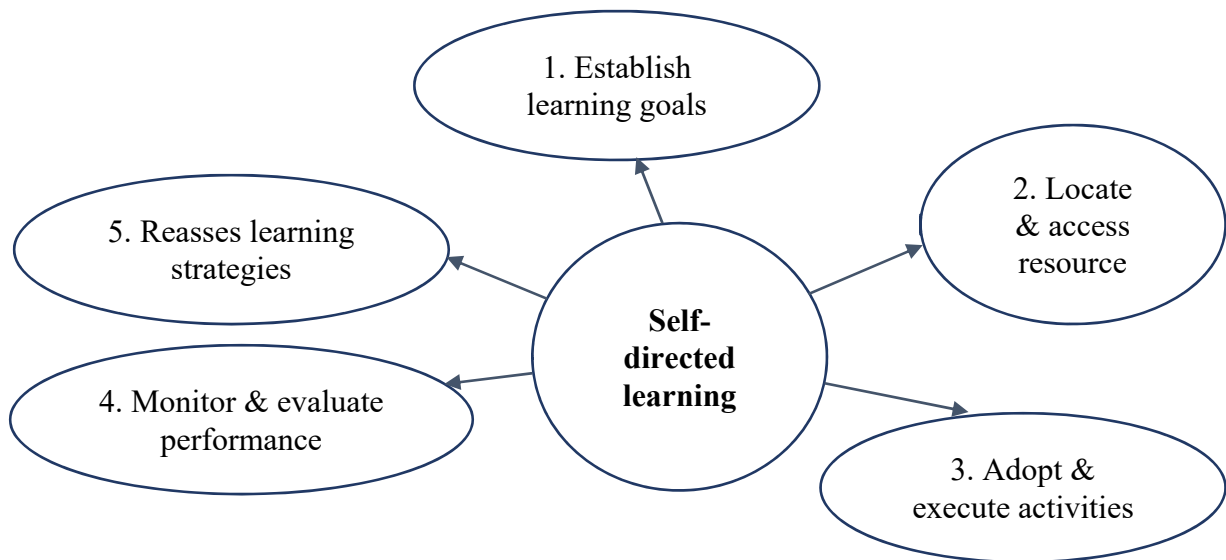 1. Establish
learning goals
2. Locate
& access
resource
5. Reasses learning
strategies
Self-
directed
learning
4. Monitor & evaluate
performance
3. Adopt &
execute activities